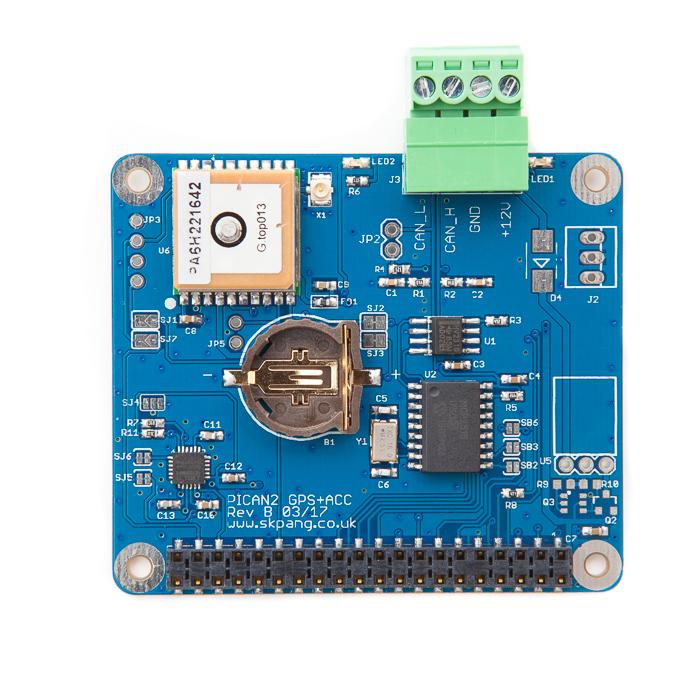 LED2
J3
LED1
R6
X1
PA6H221642
G top013
JP3
U6
JP2
CAN_L
CAN_H
GND
+12V
R4
C1
R1
R2
C2
D4
J2
C9
FD1
SJ1
C8
SJ7
JP5
SJ2
SJ3
U1
R3
C3
-
+
U2
C4
R5
SJ4
R7
R11
C11
C5
Y1
C6
B1
SB6
SB3
SB2
SJ6
SJ5
C12
C13
C16
U5
R9
R10
Q3
Q2
R8
PICAN2 GPS+ACC
Rev B 03/17
www.skpang.co.uk
C7